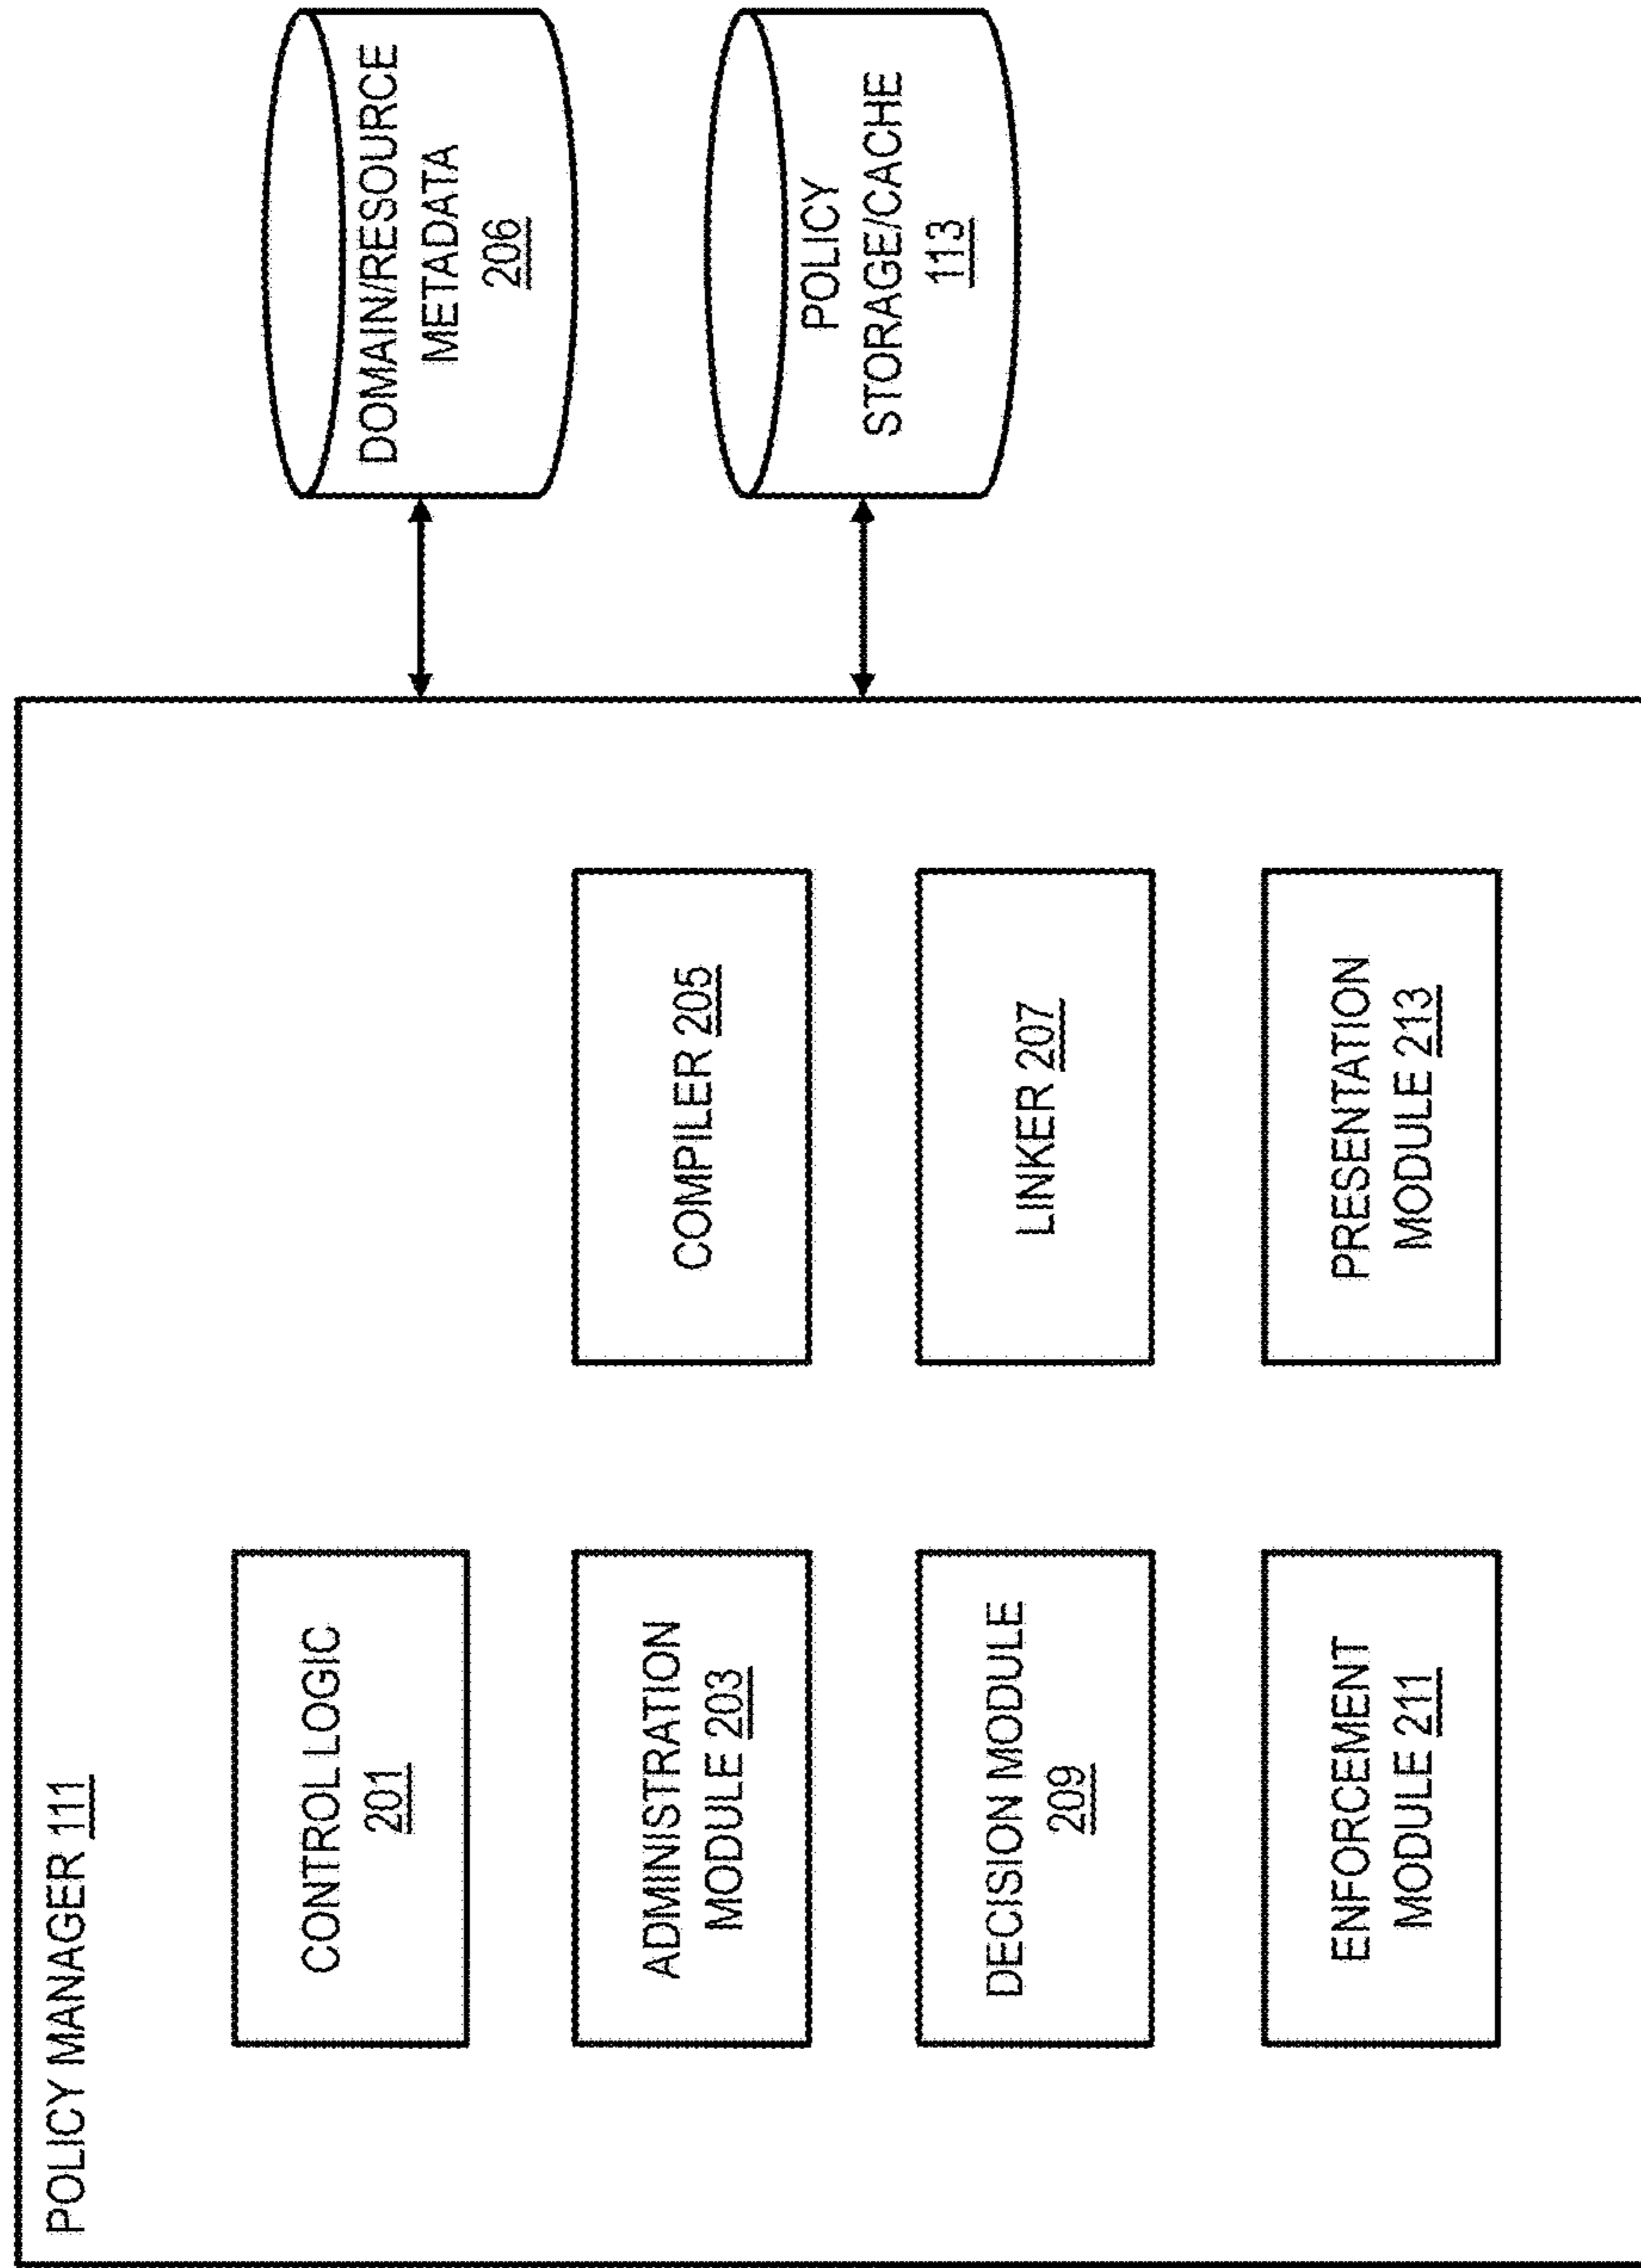 POLICY MANAGER 111
CONTROL LOGIC
201
ADMINISTRATION
MODULE 203
COMPILER 205
DECISION MODULE
209
LINKER 207
ENFORCEMENT
MODULE 211
PRESENTATION
MODULE 213
DOMAIN/RESOURCE
METADATA
206
POLICY
STORAGE/CACHE
113